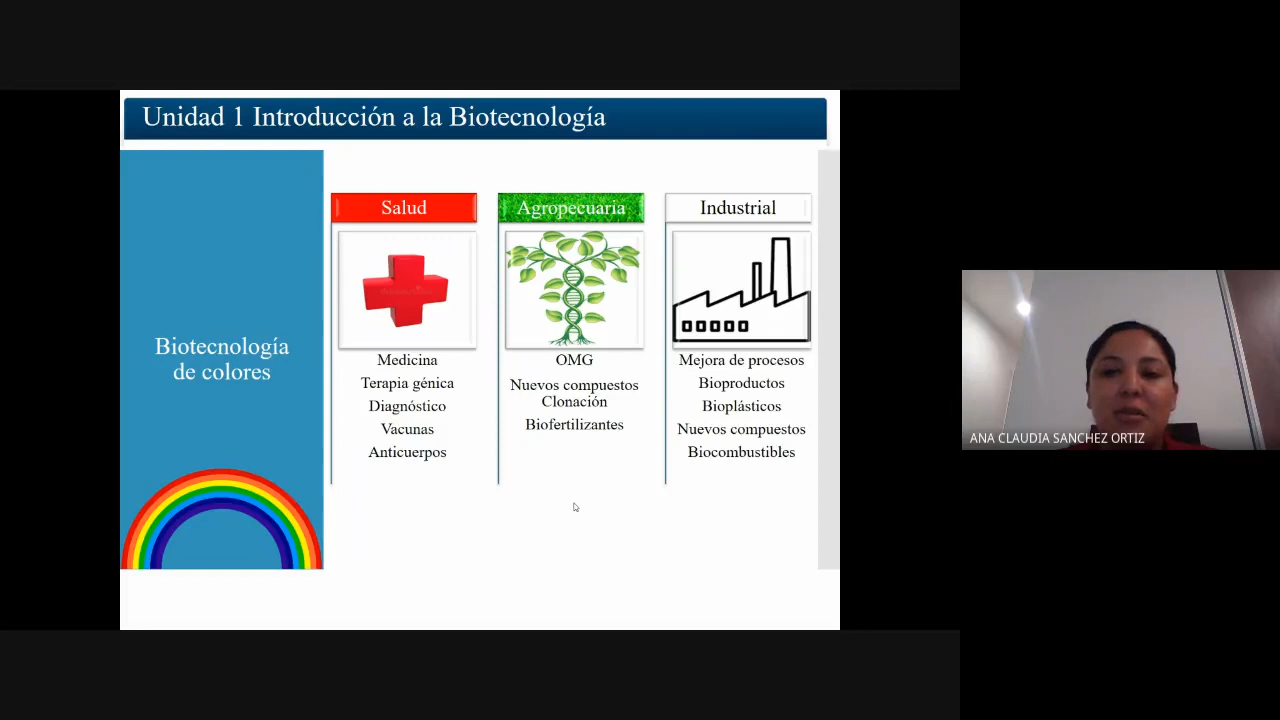 Unidad 1 Introducción a la Biotecnología
Biotecnología
de colores
Salud
Medicina
Terapia génica
Diagnóstico
Vacunas
Anticuerpos
Agropecuaria
OMG
Nuevos compuestos
Clonación
Biofertilizantes
Industrial
Mejora de procesos
Bioproductos
Bioplásticos
Nuevos compuestos
Biocombustibles
ANA CLAUDIA SANCHEZ ORTIZ